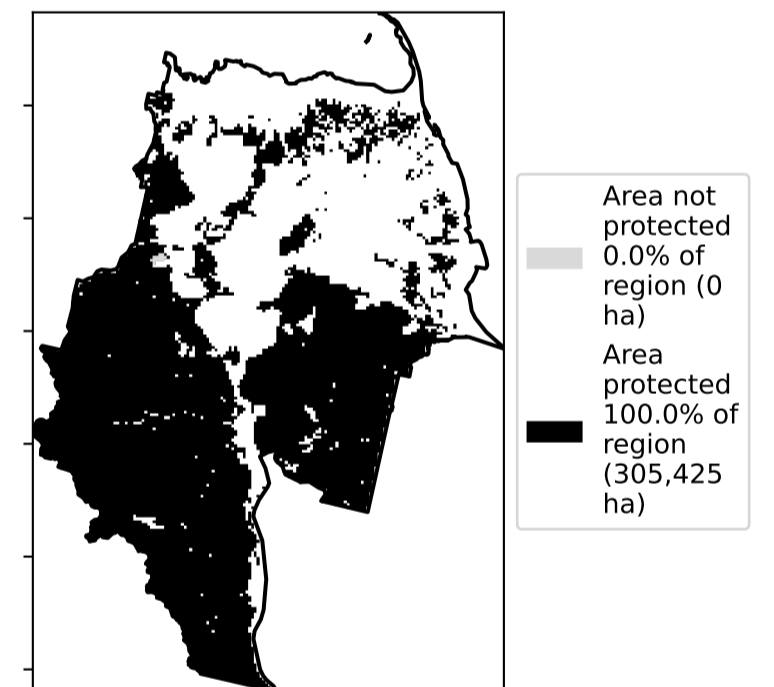 Area not
protected
0.0% of
region (0
ha)
Area
protected
100.0% of
region
(305,425
ha)